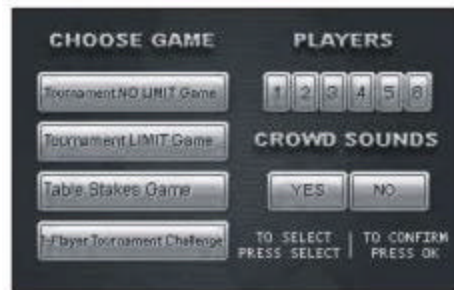 CHOOSE GAME
Tournament NO LIMIT Game
Tournament LIMIT Game
Table Stakes Game
1-Player Tournament Challenge
PLAYERS
1 2 3 4 5 6
CROWD SOUNDS
YES NO
TO SELECT | TO CONFIRM
PRESS SELECT | PRESS OK